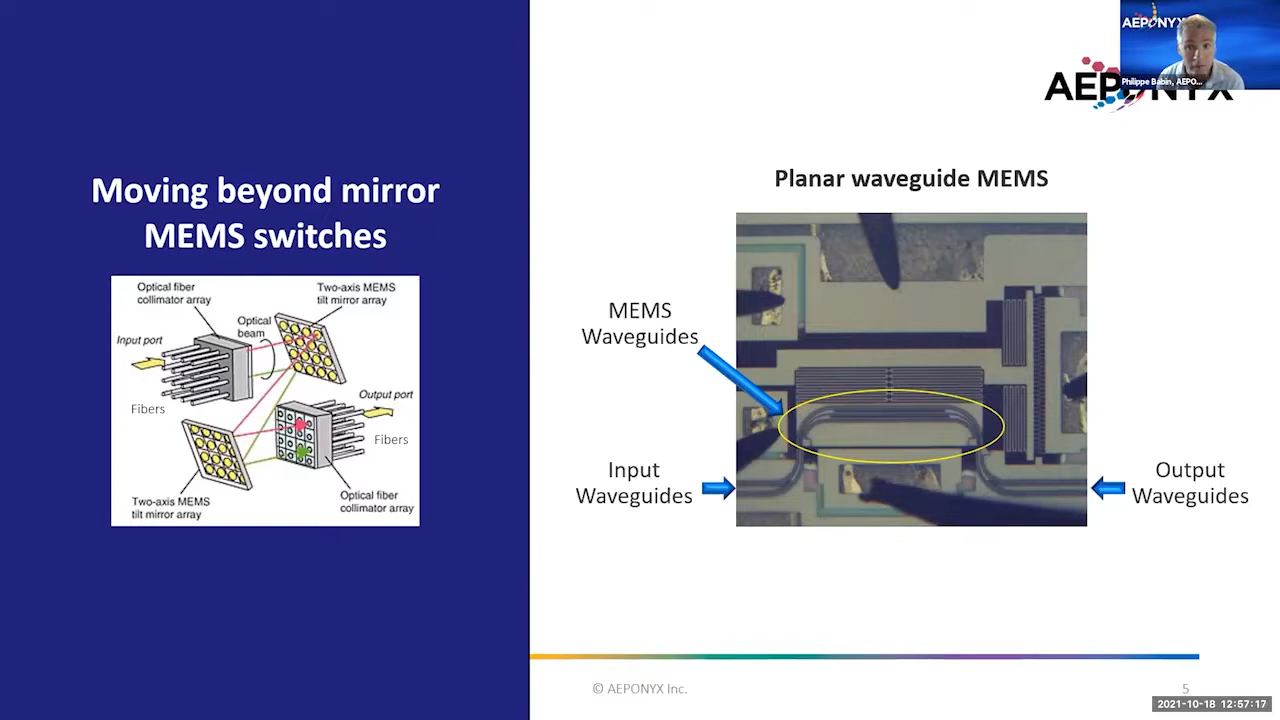 AEPONYX
Philippe Babin, AEPO...
AEPONYX
Moving beyond mirror
MEMS switches
Optical fiber
collimator array
Two-axis MEMS
tilt mirror array
Optical
beam
Input port
Output port
Fibers
Fibers
Two-axis MEMS
tilt mirror array
Optical fiber
collimator array
Planar waveguide MEMS
MEMS
Waveguides
Input
Waveguides
Output
Waveguides
© AEPONYX Inc.
5
2021-10-18 12:57:17